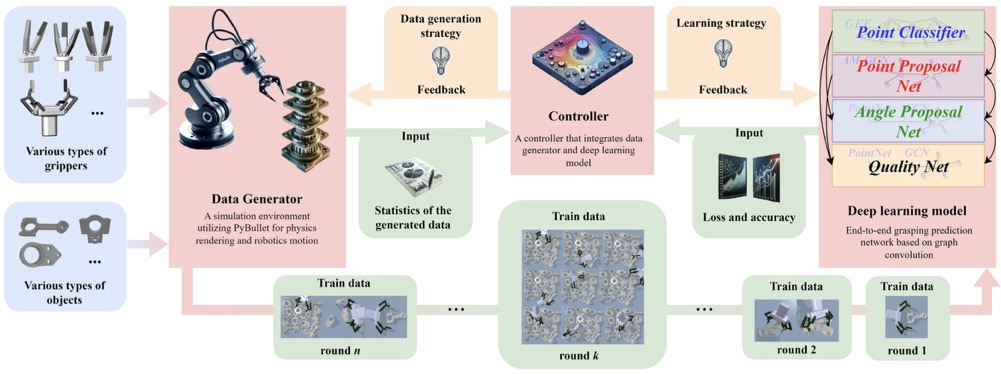 Various types of
grippers
...
Various types of
objects
...
Data Generator
A simulation environment
utilizing PyBullet for physics
rendering and robotics motion
Data generation
strategy
Feedback
Input
Statistics of the
generated data
Controller
A controller that integrates data
generator and deep learning
model
Learning strategy
Feedback
Input
Loss and accuracy
Point Classifier
Point Proposal
Net
Angle Proposal
Net
PointNet GCN
Quality Net
Deep learning model
End-to-end grasping prediction
network based on graph
convolution
Train data
round n
...
Train data
round k
...
Train data
round 2
Train data
round 1